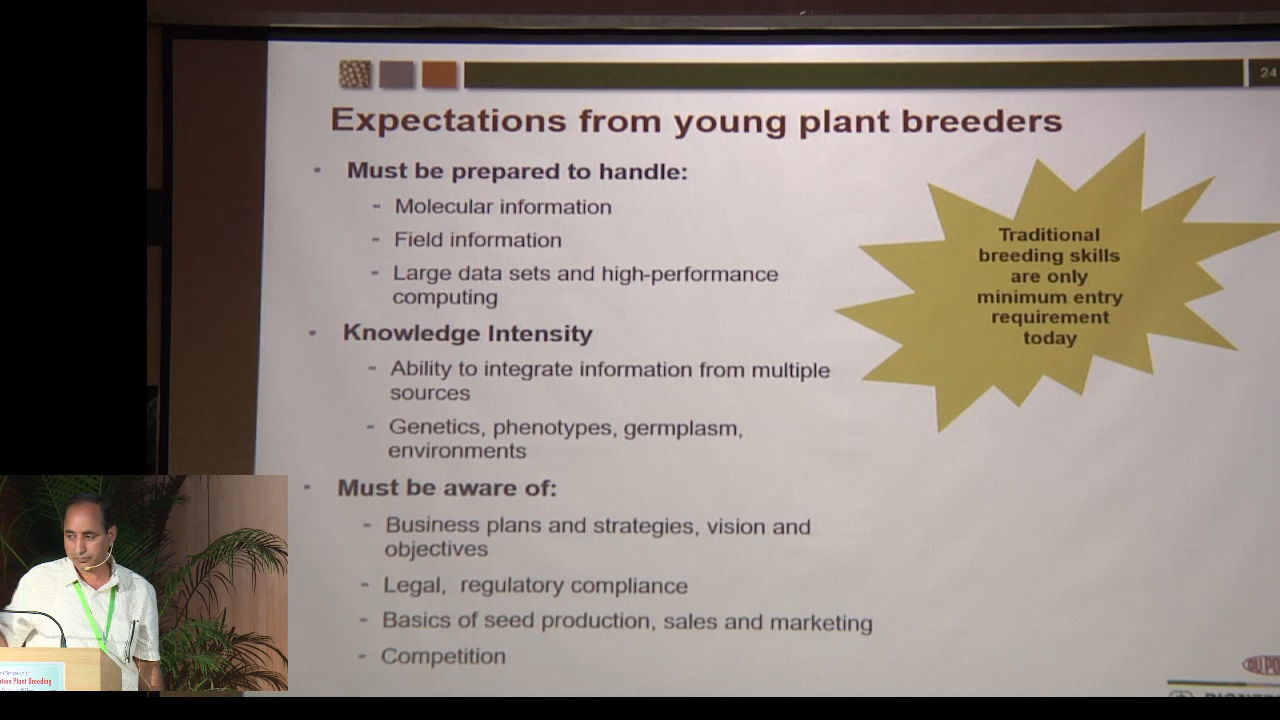 24
Expectations from young plant breeders
• Must be prepared to handle:
- Molecular information
- Field information
- Large data sets and high-performance
computing
• Knowledge Intensity
- Ability to integrate information from multiple
sources
- Genetics, phenotypes, germplasm,
environments
• Must be aware of:
- Business plans and strategies, vision and
objectives
- Legal, regulatory compliance
- Basics of seed production, sales and marketing
- Competition
Traditional
breeding skills
are only
minimum entry
requirement
today
Plant Breeding